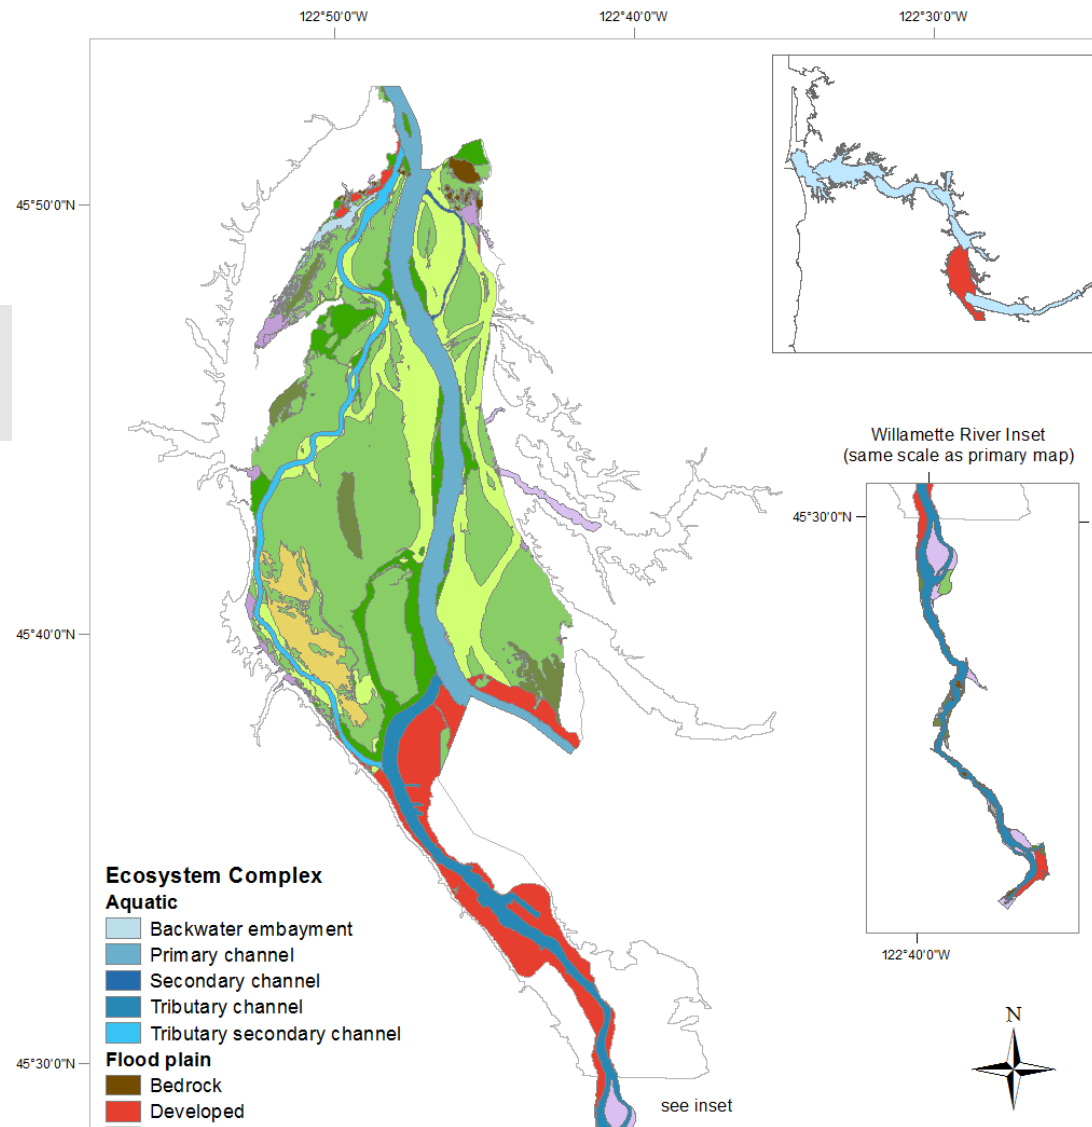 122°50'0"W
122°40'0"W
122°30'0"W
45°50'0"N
Willamette River Inset
(same scale as primary map)
45°30'0"N
45°40'0"N
122°40'0"W
Ecosystem Complex
Aquatic
Backwater embayment
Primary channel
Secondary channel
Tributary channel
Tributary secondary channel
N
45°30'0"N
Flood plain
Bedrock
Developed
see inset